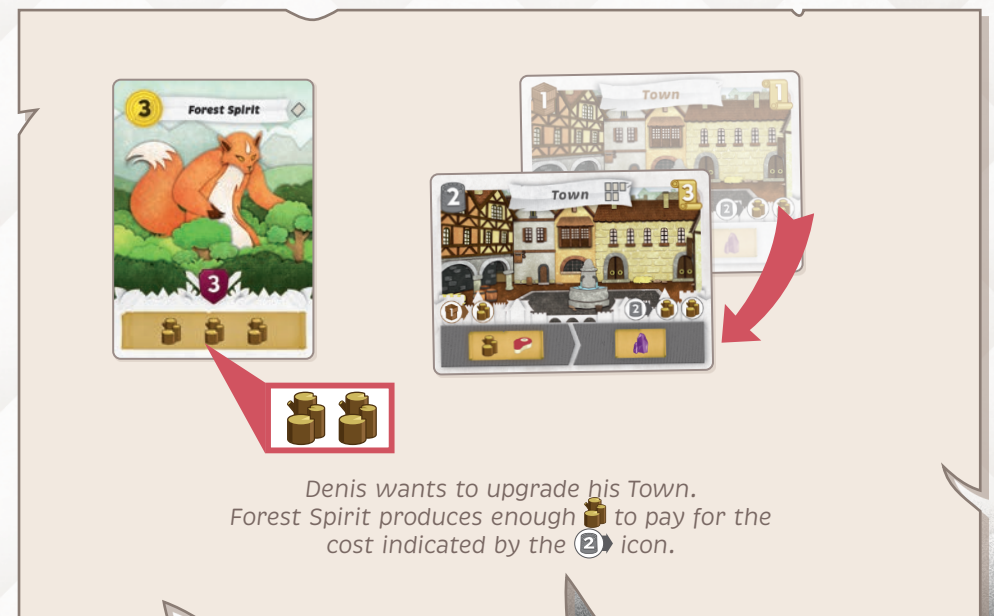 3 Forest Spirit
3
1 Town 1
2
2 Town 3
1 2
Denis wants to upgrade his Town.
Forest Spirit produces enough to pay for the
cost indicated by the 2 icon.